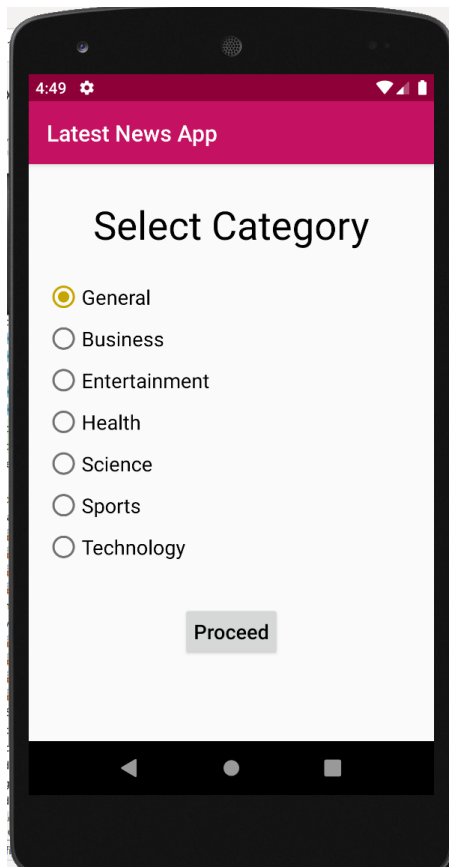 4:49
Latest News App
Select Category
General
Business
Entertainment
Health
Science
Sports
Technology
Proceed